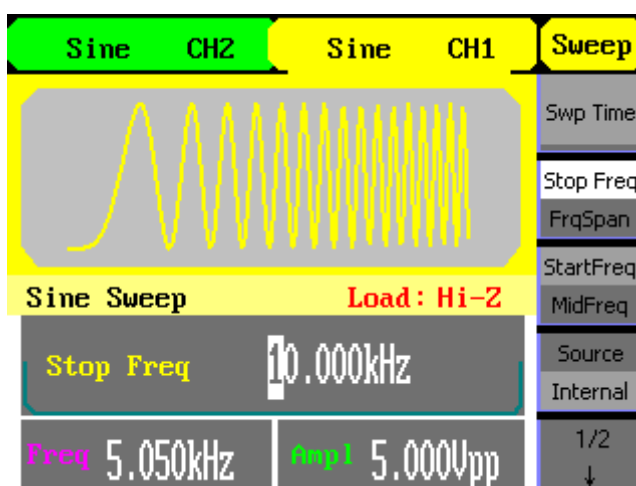 Sine CH2 Sine CH1 Sweep
Swp Time
Stop Freq
FrqSpan
StartFreq
MidFreq
Sine Sweep Load: Hi-Z
Stop Freq 10.000kHz
Source
Internal
Freq 5.050kHz Ampl 5.000Vpp
1/2
↓